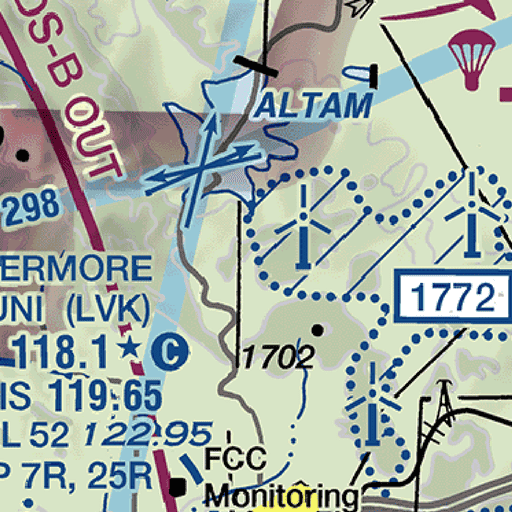 DS-B OUT
ALTAM
298
ERMORE
UNI (LVK)
118.1★ C
IS 119.65
L 52 122.95
P 7R, 25R
1772
1702
FCC
Monitoring